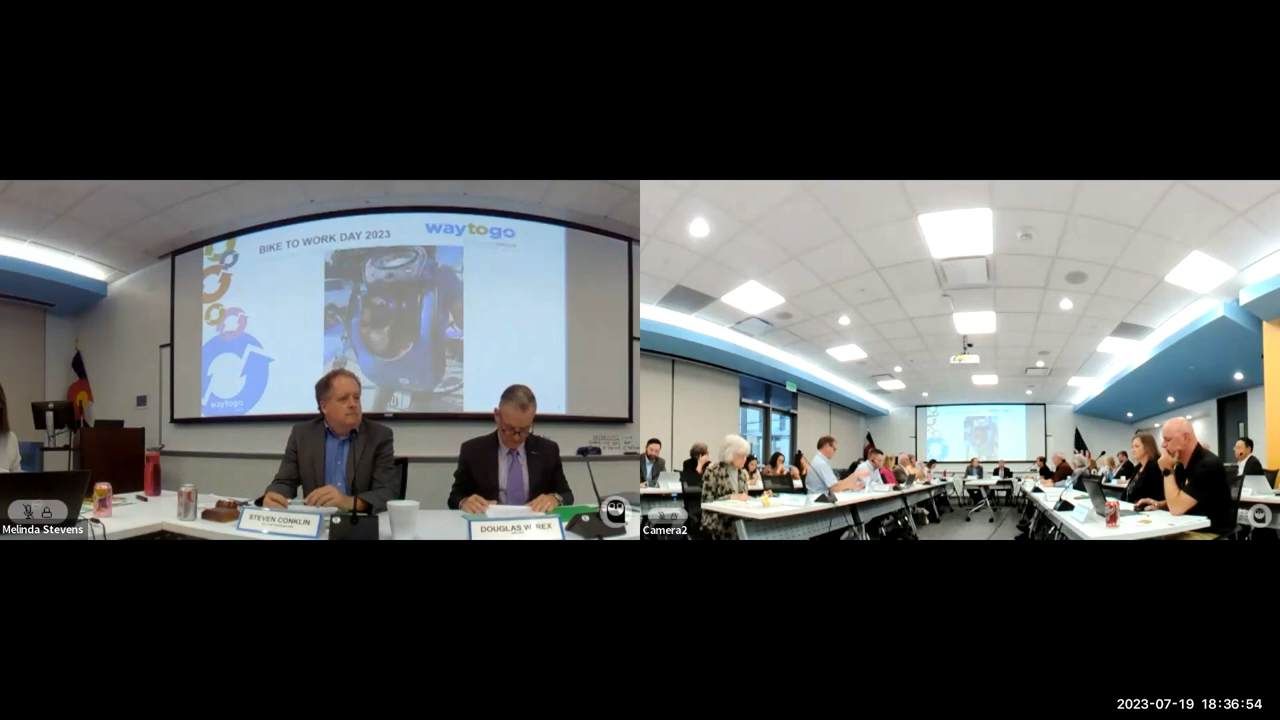 BIKE TO WORK DAY 2023
waytogo
waytogo
STEVEN CONKLIN
DOUGLAS W. REX
Melinda Stevens
Camera2
2023-07-19 18:36:54